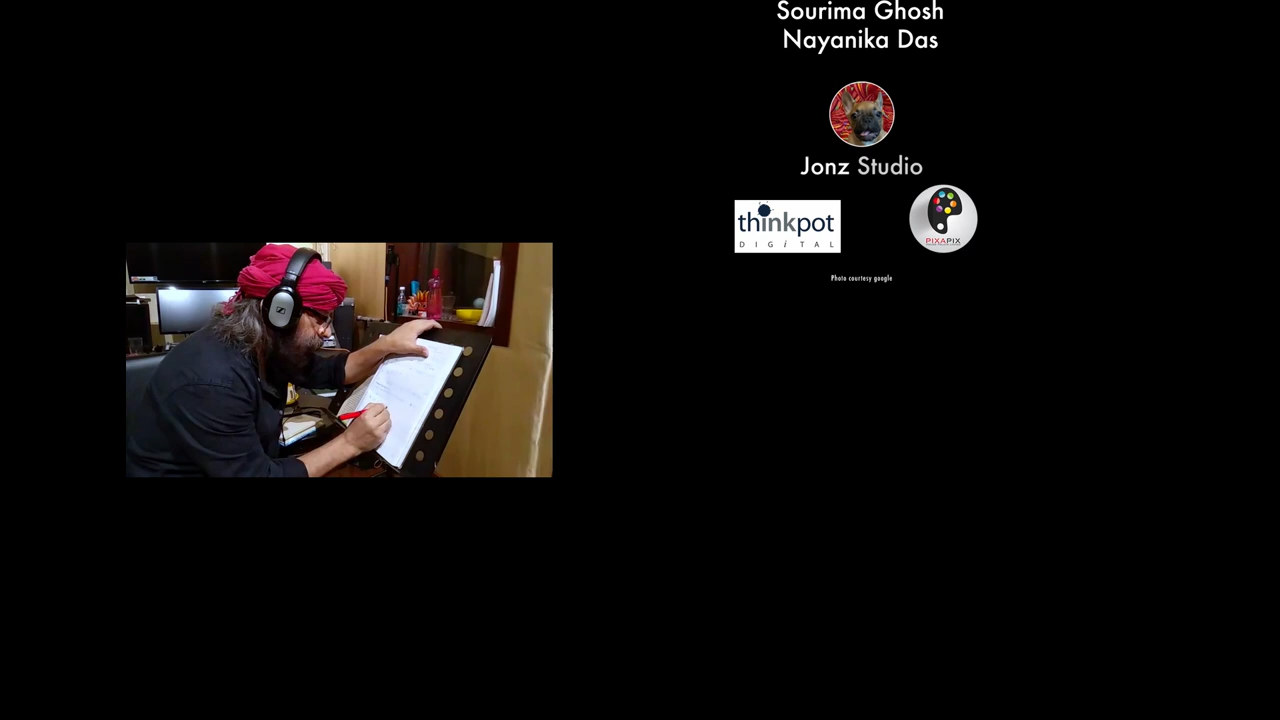 Sourima Ghosh
Nayanika Das
Jonz Studio
thinkpot
DIGITAL
PIXAPIX
Photo courtesy google